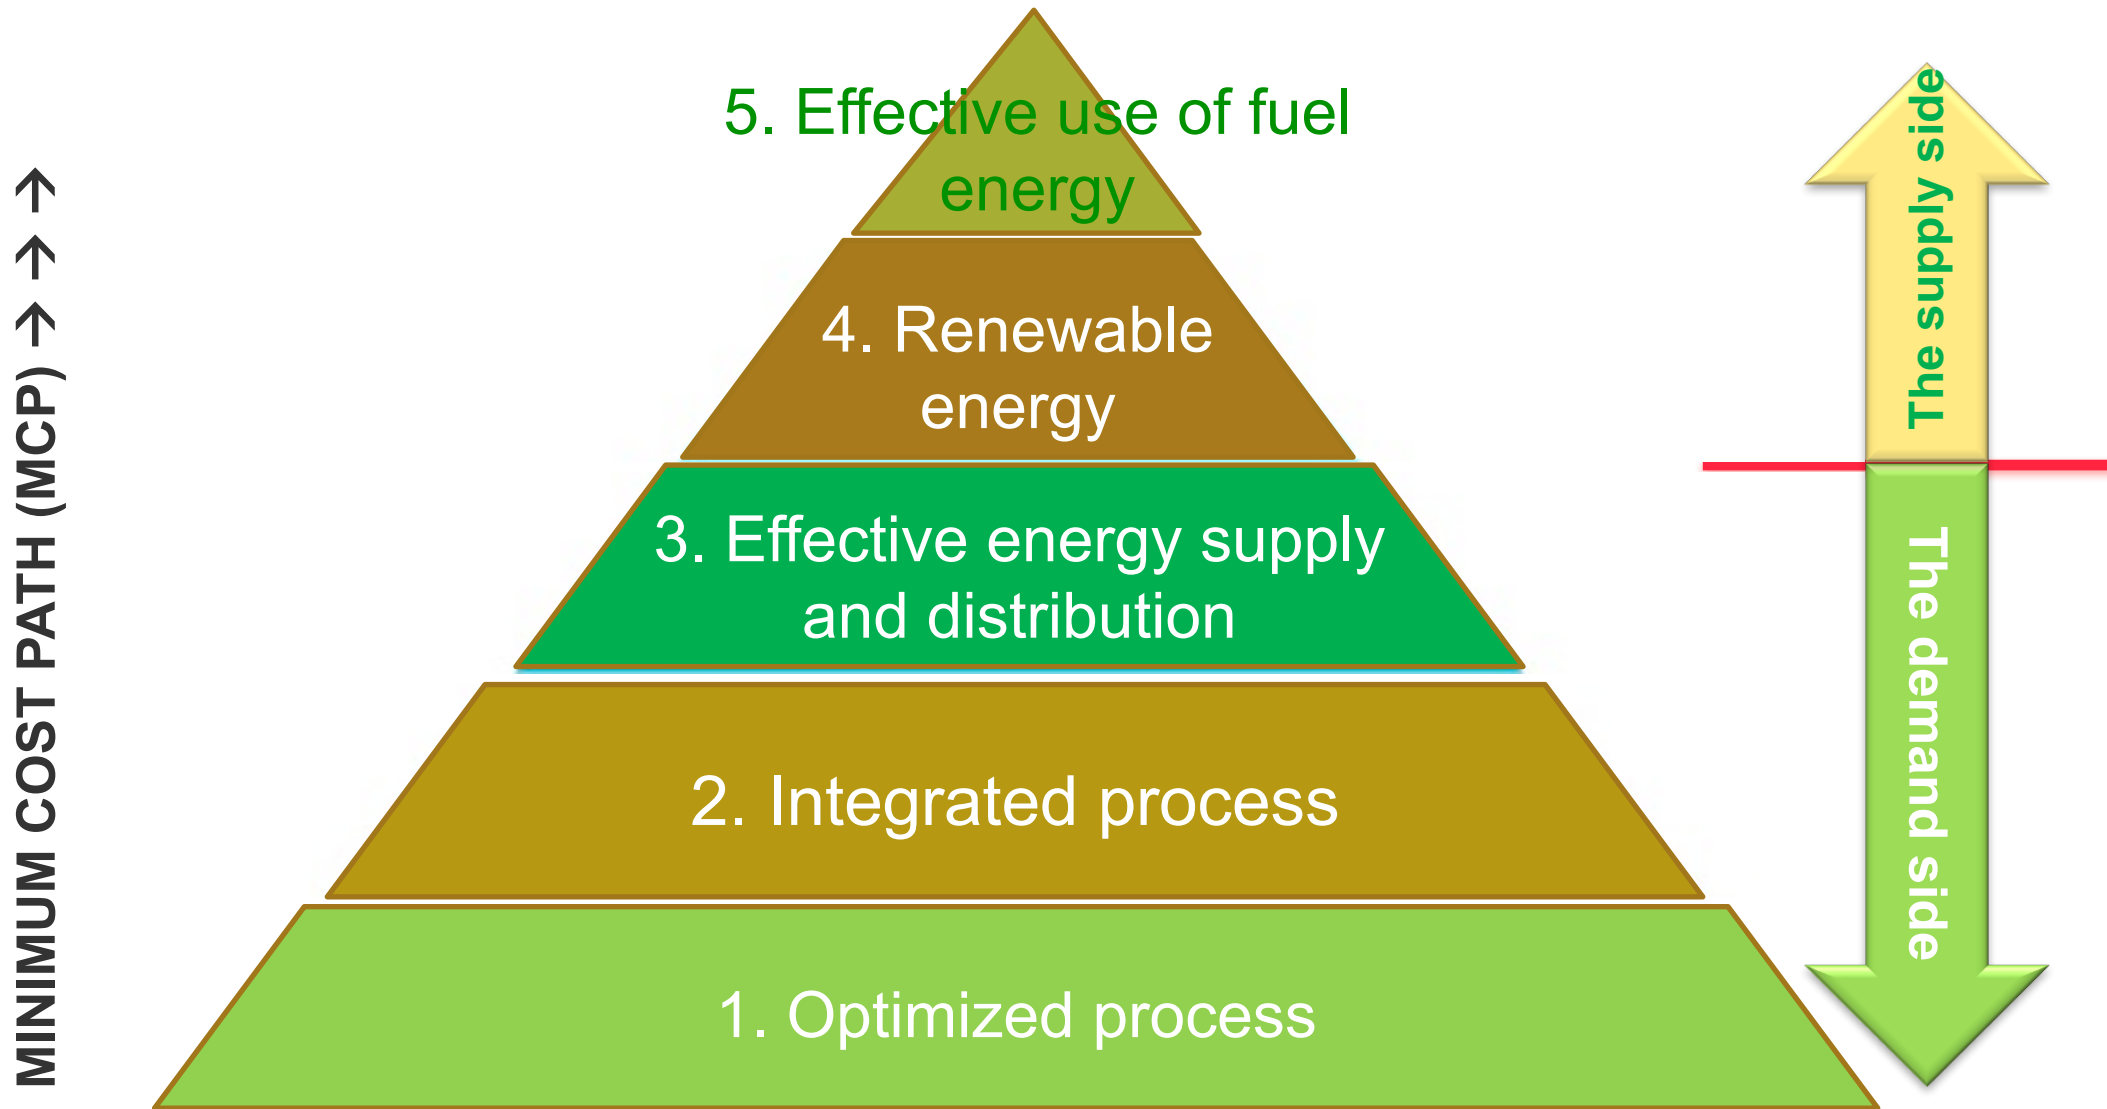 MINIMUM COST PATH (MCP) → → →
5. Effective use of fuel
energy
4. Renewable
energy
3. Effective energy supply
and distribution
2. Integrated process
1. Optimized process
The supply side
The demand side